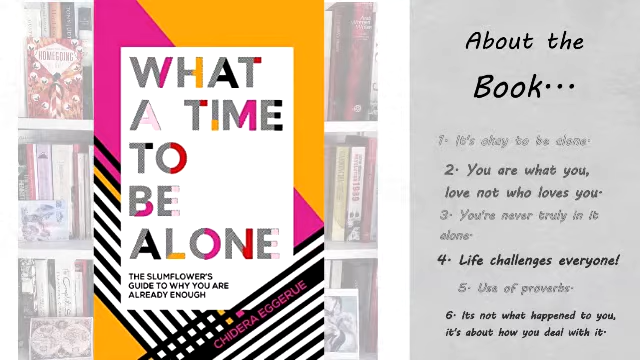 WHAT
A TIME
TO
BE
ALONE
THE SLUMFLOWER'S
GUIDE TO WHY YOU ARE
ALREADY ENOUGH
CHIDERA EGGERUE
HOMEGOING
About the
Book...
1. It's okay to be alone.
2. You are what you,
love not who loves you.
3. You're never truly in it
alone.
4. Life challenges everyone!
5. Use of proverbs.
6. Its not what happened to you,
it's about how you deal with it.